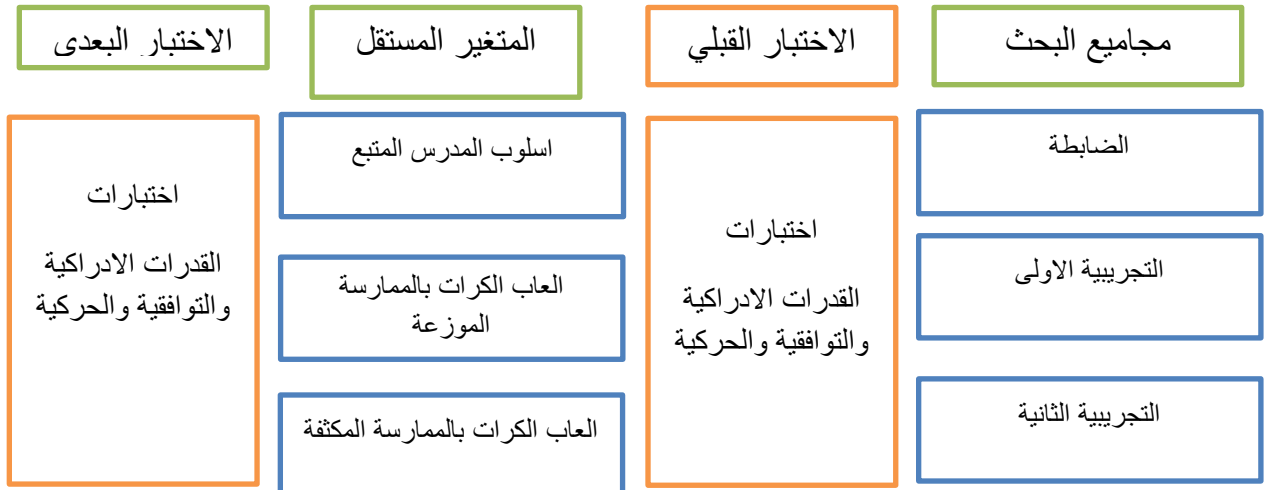 مجاميع البحث
الاختبار القبلي
المتغير المستقل
الاختبار البعدي
الضابطة
التجريبية الاولى
التجريبية الثانية
اختبارات
القدرات الادراكية
والتوافقية والحركية
اسلوب المدرس المتبع
العاب الكرات بالممارسة
الموزعة
العاب الكرات بالممارسة المكثفة
اختبارات
القدرات الادراكية
والتوافقية والحركية